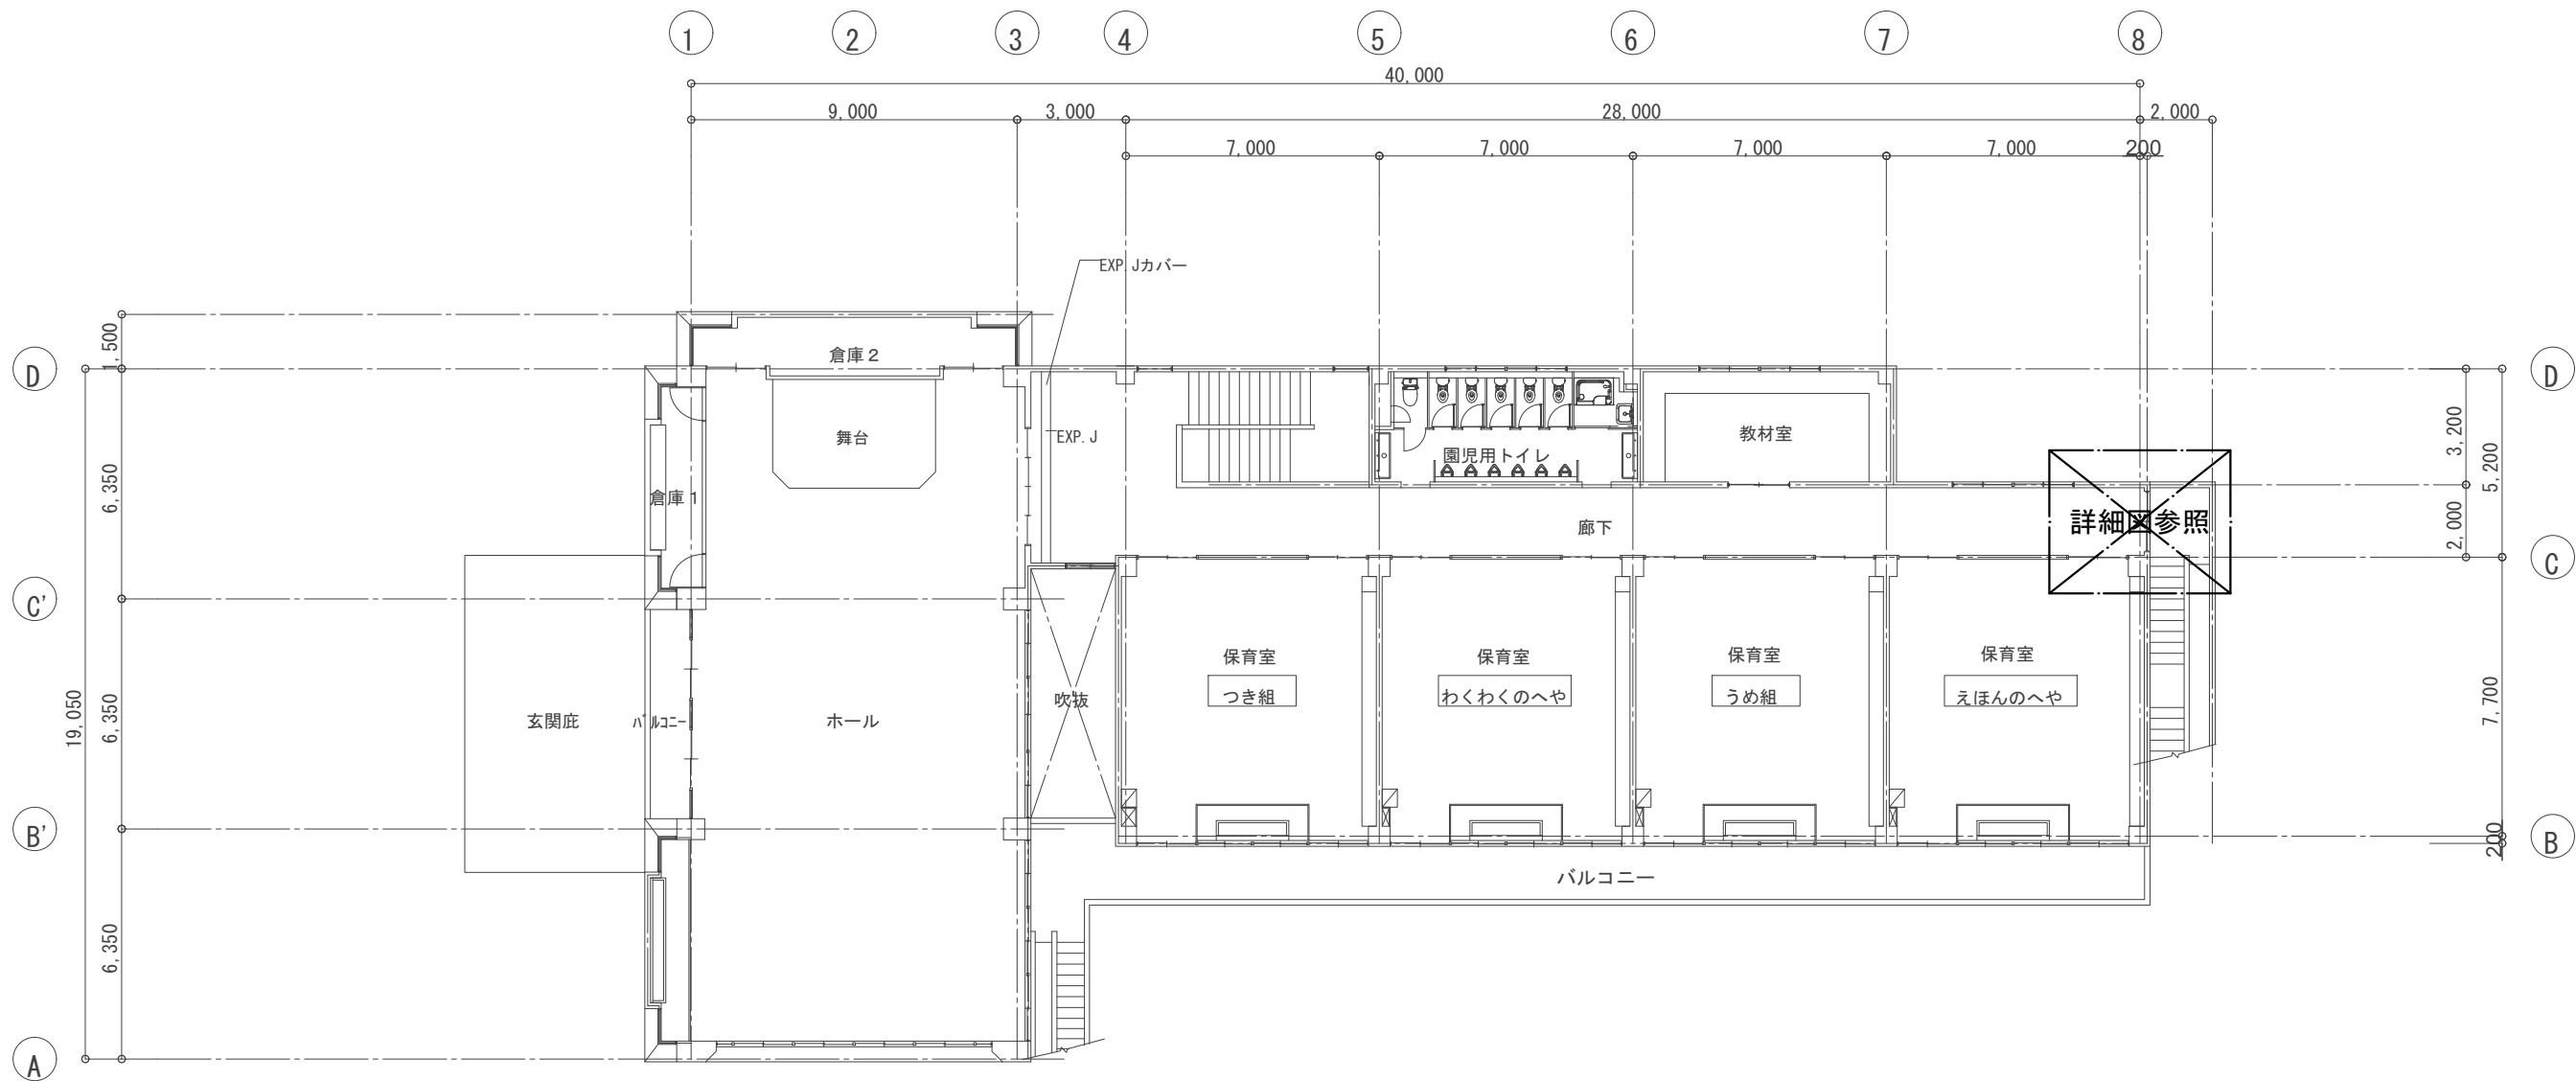 1
2
3
4
5
6
7
8
40,000
9,000
3,000
28,000
2,000
7,000
7,000
7,000
7,000
200
EXP.Jカバー
1,500
倉庫２
D
D
舞台
EXP.J
園児用トイレ
教材室
3,200
5,200
6,350
倉庫１
廊下
詳細図参照
2,000
C
C'
保育室
保育室
保育室
保育室
つき組
わくわくのへや
うめ組
えほんのへや
吹抜
19,050
6,350
玄関庇
バルコニー
ホール
7,700
B'
200
B
バルコニー
6,350
A